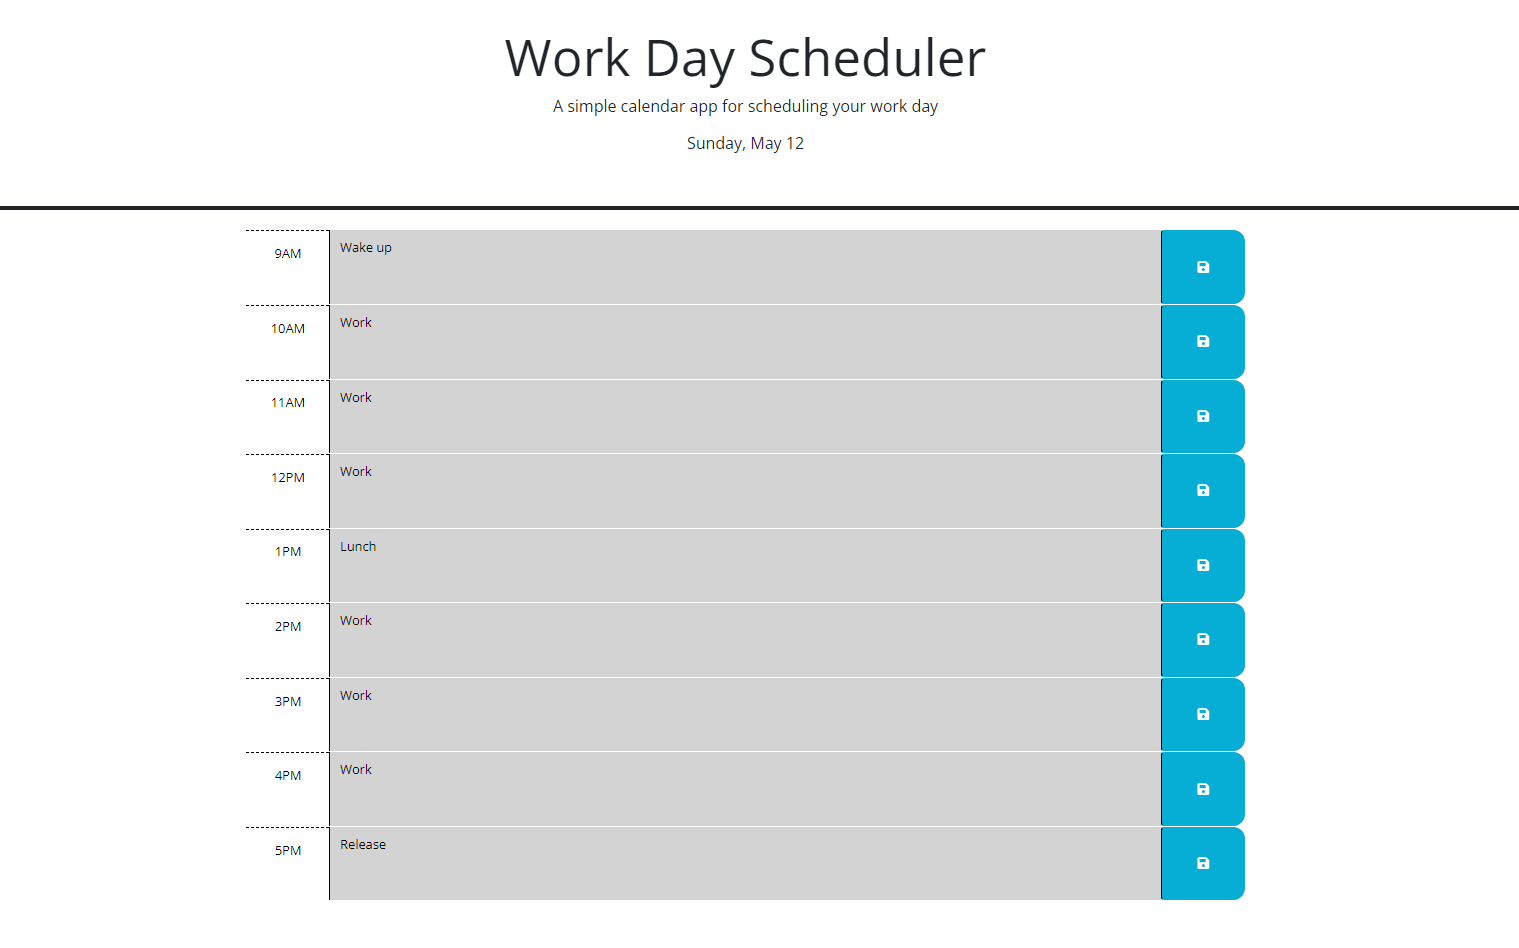 Work Day Scheduler
A simple calendar app for scheduling your work day
Sunday, May 12
9AM Wake up
10AM Work
11AM Work
12PM Work
1PM Lunch
2PM Work
3PM Work
4PM Work
5PM Release